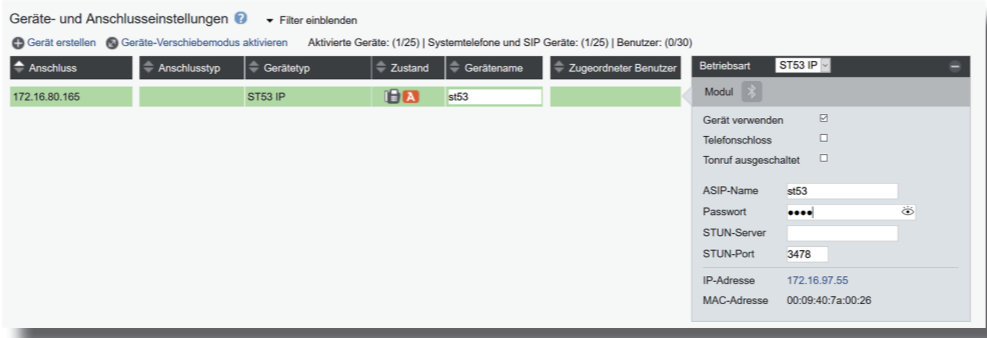 Geräte- und Anschlusseinstellungen ? Filter einblenden
Gerät erstellen Geräte-Verschiebemodus aktivieren Aktivierte Geräte: (1/25) | Systemtelefone und SIP Geräte: (1/25) | Benutzer: (0/30)
Anschluss Anschlusstyp Gerätetyp Zustand Gerätename Zugeordneter Benutzer
172.16.80.165 ST53 IP A st53
Betriebsart ST53 IP
Modul
Gerät verwenden
Telefonschloss
Tonruf ausgeschaltet
ASIP-Name st53
Passwort ••••
STUN-Server
STUN-Port 3478
IP-Adresse 172.16.97.55
MAC-Adresse 00:09:40:7a:00:26